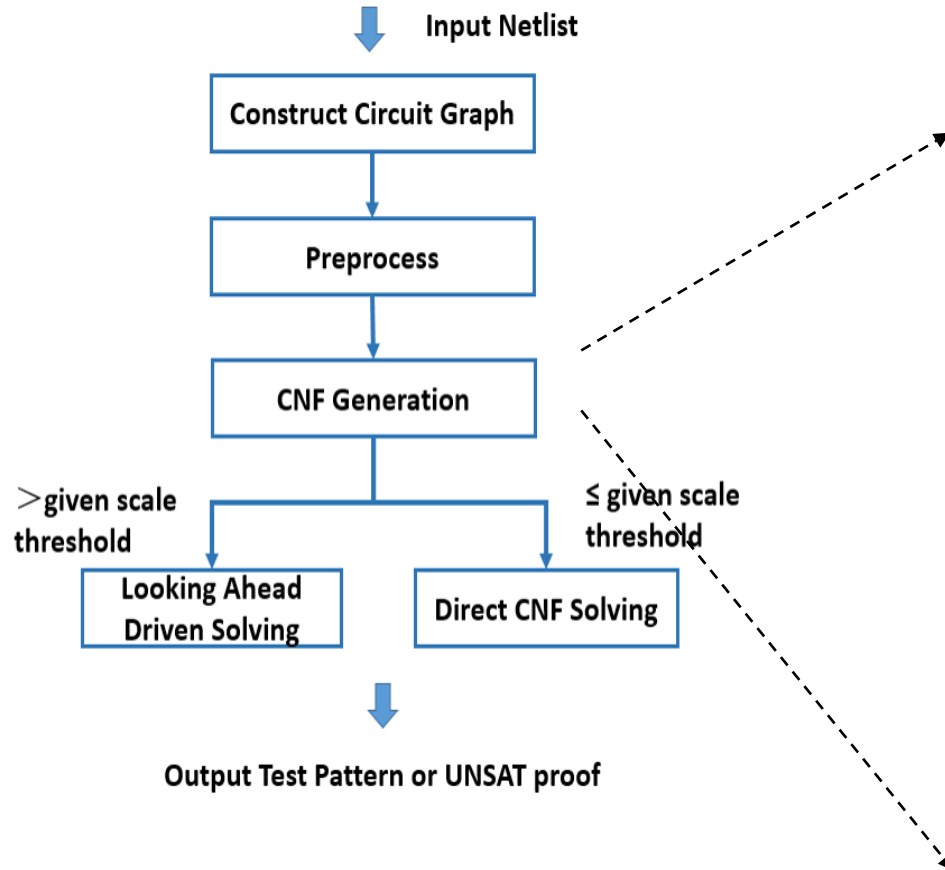 Input Netlist
Construct Circuit Graph
Preprocess
CNF Generation
>given scale
threshold
≤ given scale
threshold
Looking Ahead
Driven Solving
Direct CNF Solving
Output Test Pattern or UNSAT proof